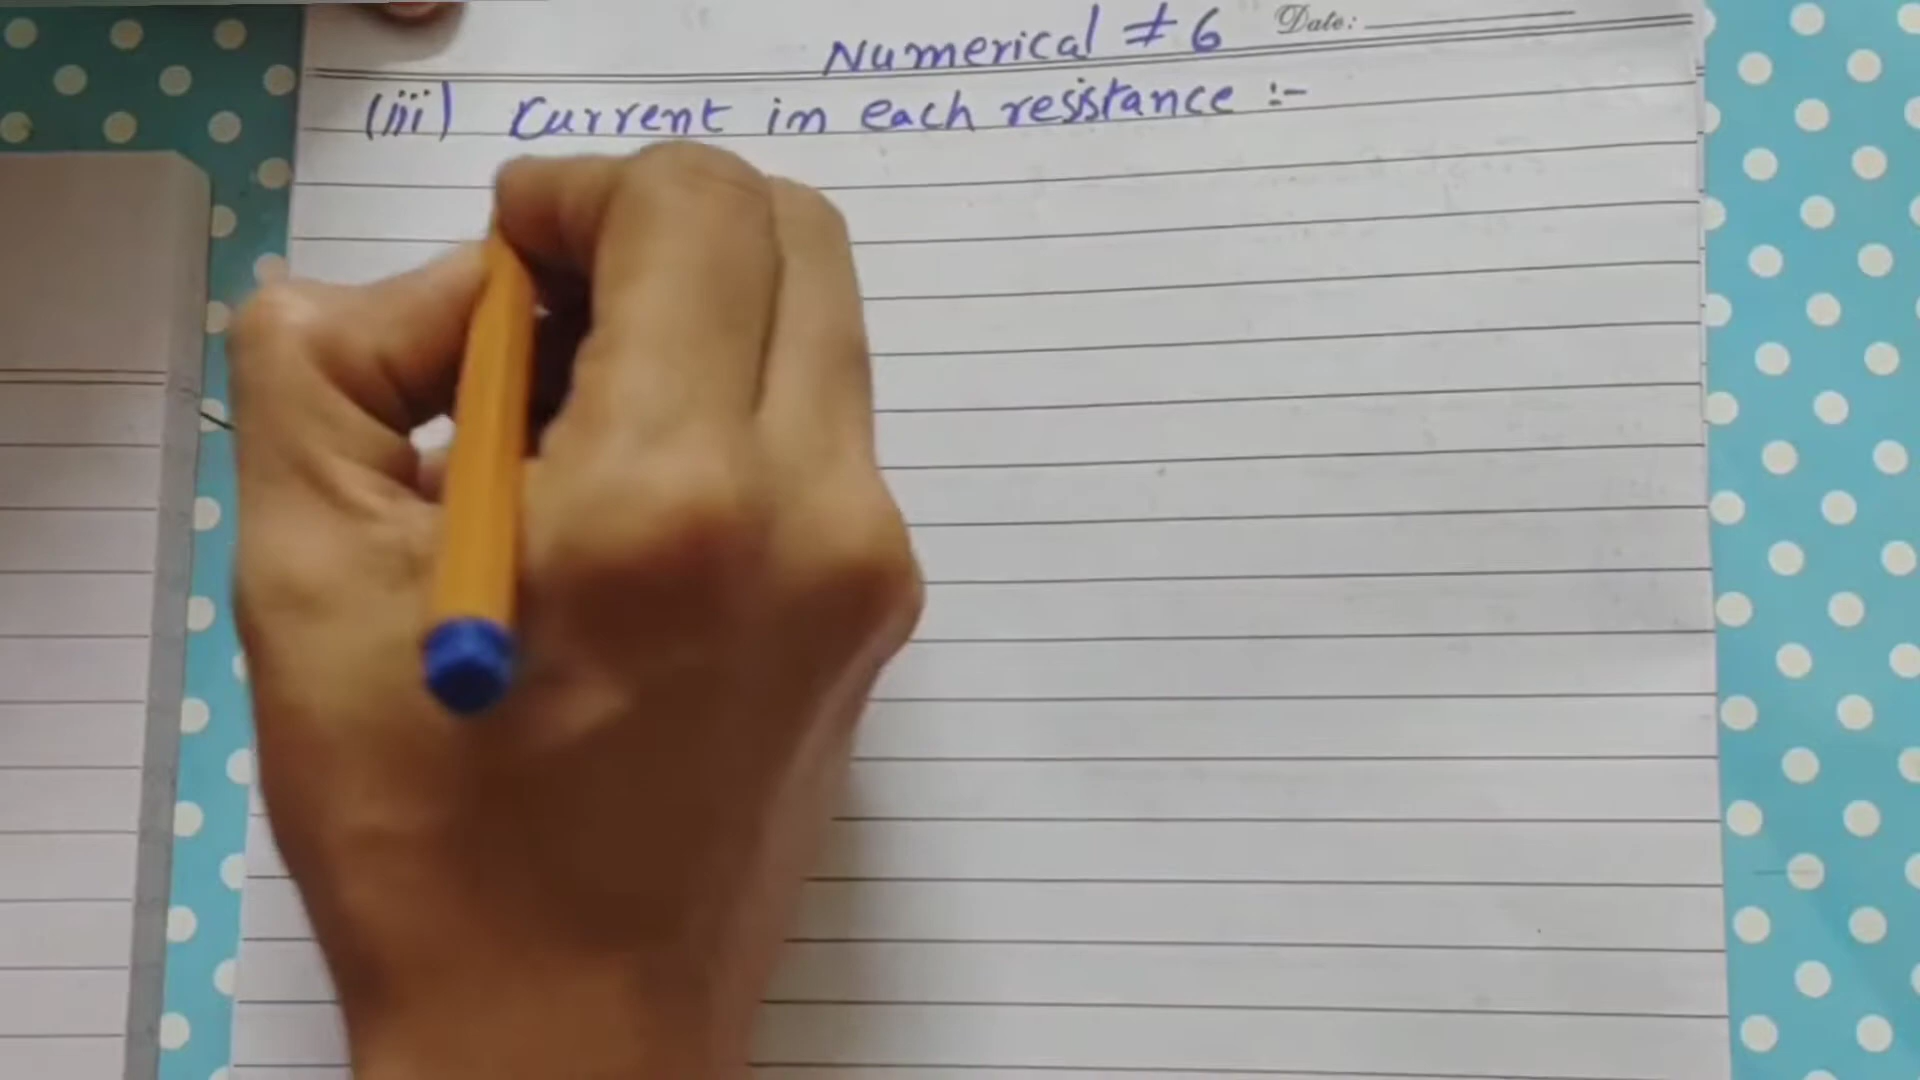 Numerical # 6 Date:
(iii) Current in each resistance :-